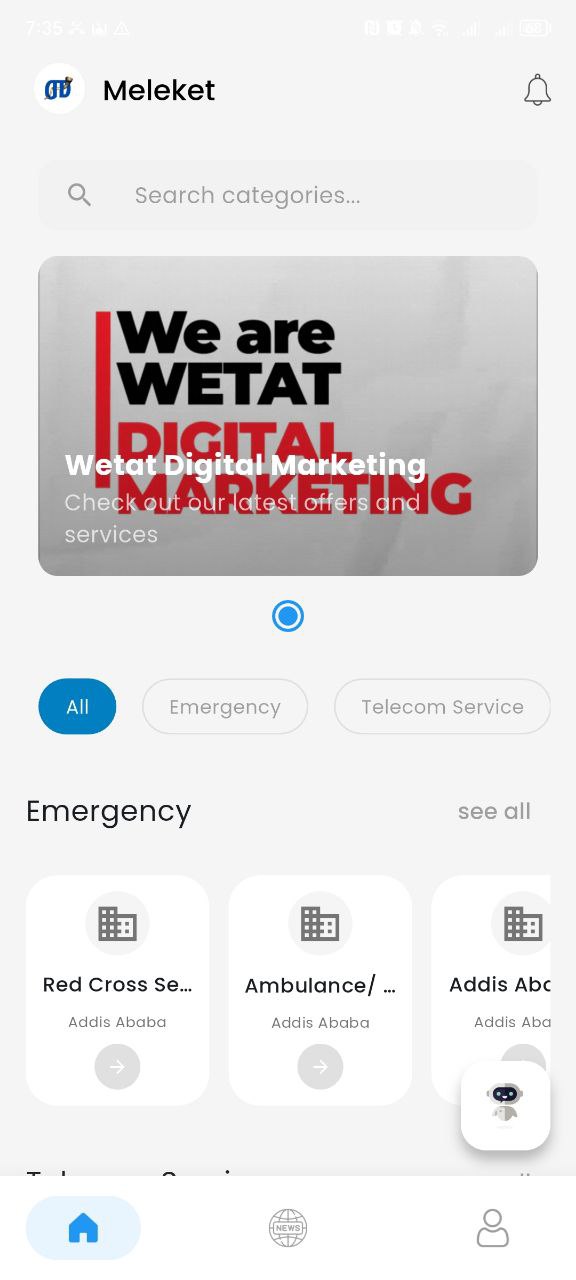 7:35
Meleket
Search categories...
We are
WETAT
DIGITAL
MARKETING
Wetat Digital Marketing
Check out our latest offers and
services
All
Emergency
Telecom Service
Emergency
see all
Red Cross Se...
Ambulance/ ...
Addis Aba
Addis Ababa
Addis Ababa
Addis Aba
NEWS